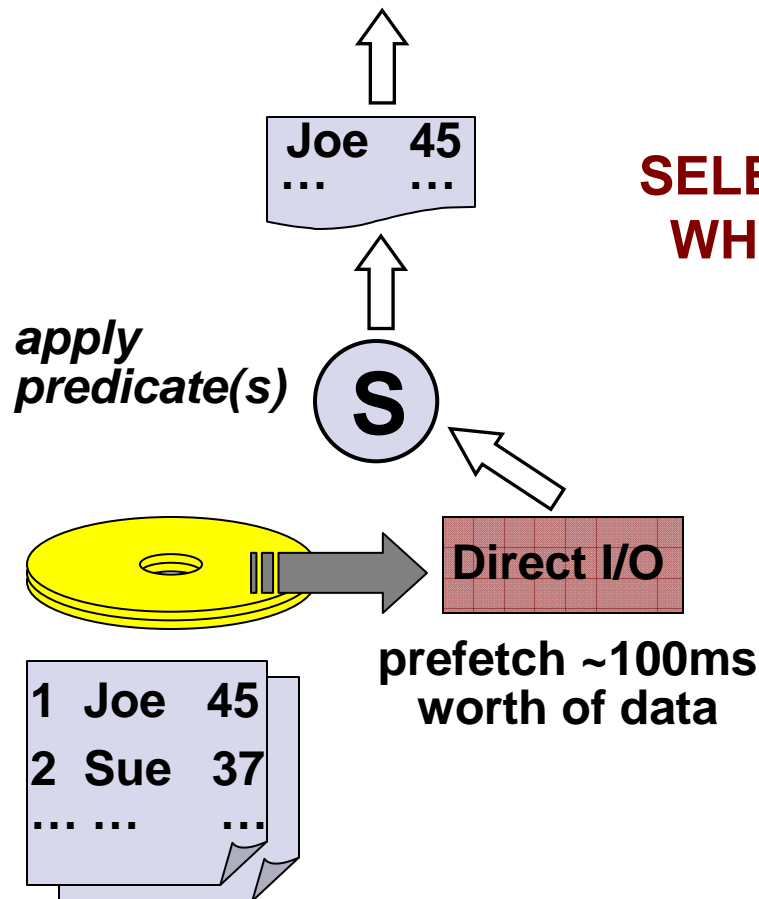 Joe 45
... ...
SELE
WH
apply
predicate(s)
S
Direct I/O
prefetch ~100ms
worth of data
1 Joe 45
2 Sue 37
... ... ...